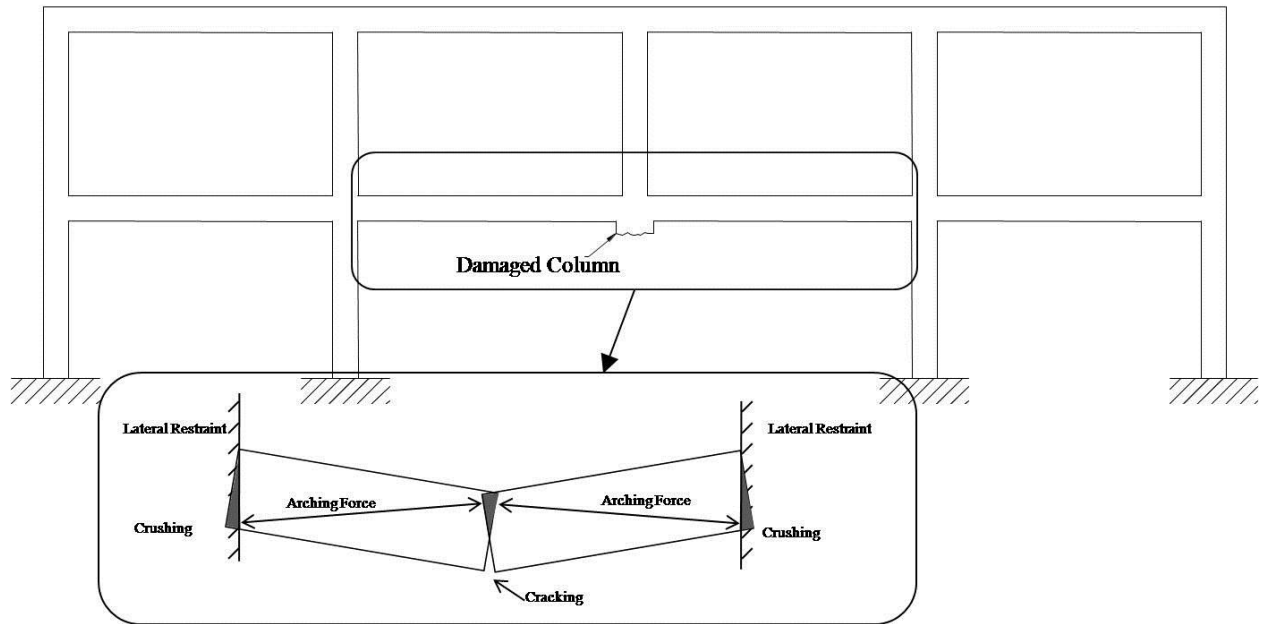 Damaged Column
Lateral Restraint
Lateral Restraint
Arching Force
Arching Force
Crushing
Crushing
Cracking